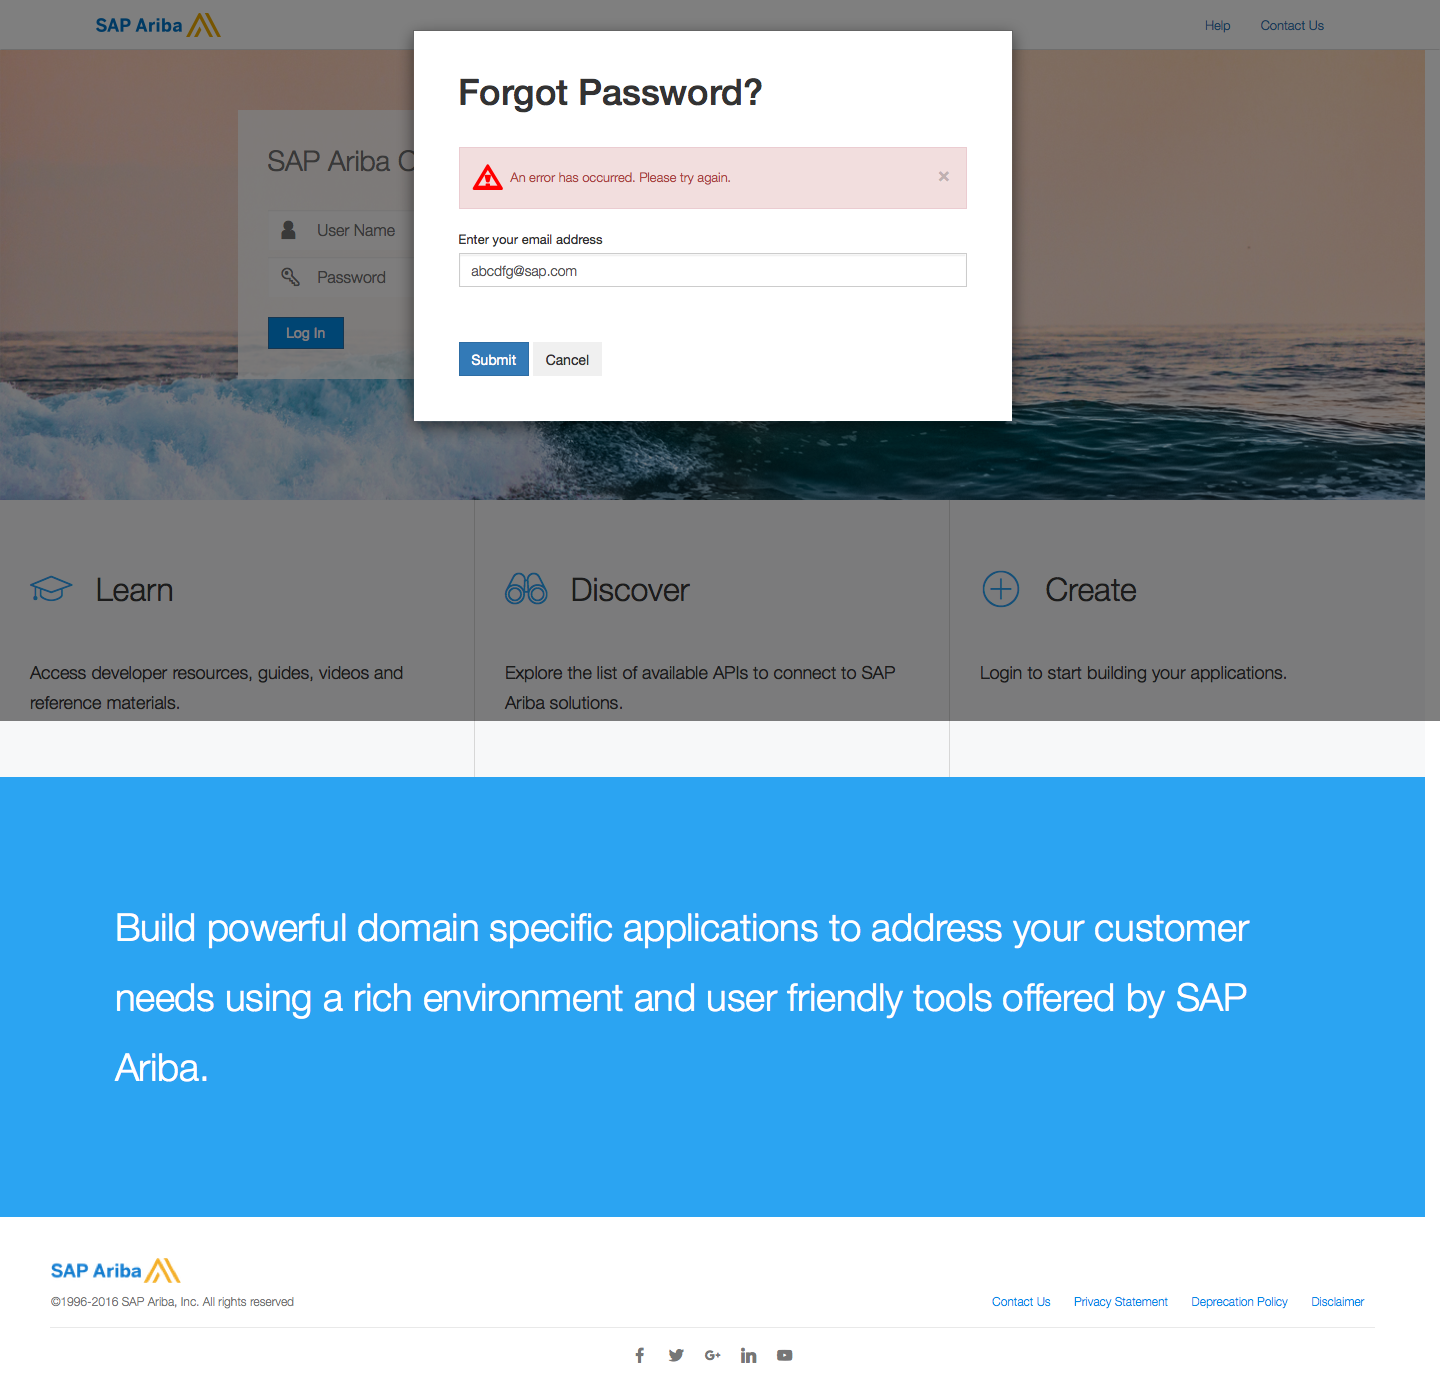 SAP Ariba
Help
Contact Us
Forgot Password?
An error has occurred. Please try again.
×
Enter your email address
abcdfg@sap.com
Submit
Cancel
SAP Ariba
User Name
Password
Log In
Learn
Access developer resources, guides, videos and
reference materials.
Discover
Explore the list of available APIs to connect to SAP
Ariba solutions.
Create
Login to start building your applications.
Build powerful domain specific applications to address your customer
needs using a rich environment and user friendly tools offered by SAP
Ariba.
SAP Ariba
©1996-2016 SAP Ariba, Inc. All rights reserved
Contact Us
Privacy Statement
Deprecation Policy
Disclaimer